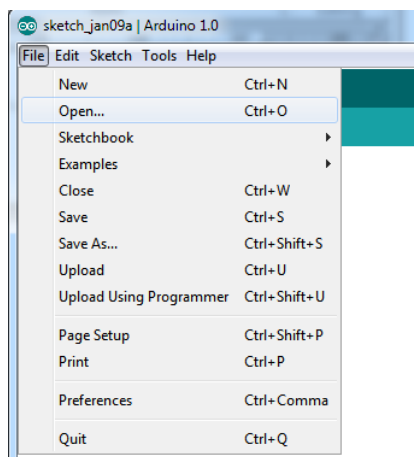 sketch_jan09a | Arduino 1.0
File Edit Sketch Tools Help
New Ctrl+N
Open... Ctrl+O
Sketchbook
Examples
Close Ctrl+W
Save Ctrl+S
Save As... Ctrl+Shift+S
Upload Ctrl+U
Upload Using Programmer Ctrl+Shift+U
Page Setup Ctrl+Shift+P
Print Ctrl+P
Preferences Ctrl+Comma
Quit Ctrl+Q